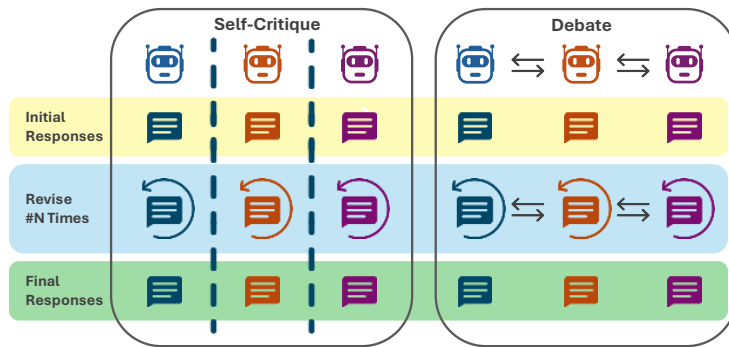 Self-Critique
Debate
Initial
Responses
Revise
#N Times
Final
Responses